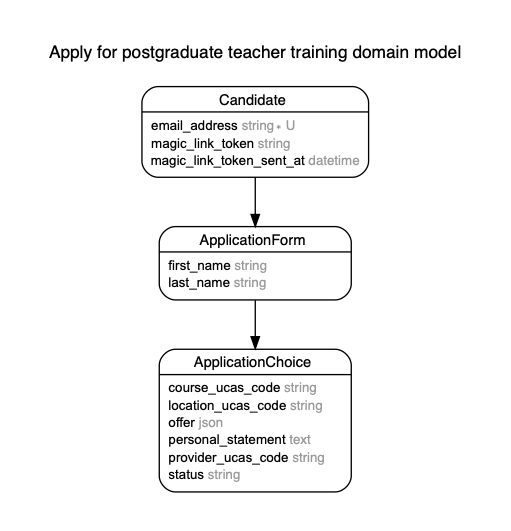 Apply for postgraduate teacher training domain model
Candidate
email_address string * U
magic_link_token string
magic_link_token_sent_at datetime
ApplicationForm
first_name string
last_name string
ApplicationChoice
course_ucas_code string
location_ucas_code string
offer json
personal_statement text
provider_ucas_code string
status string